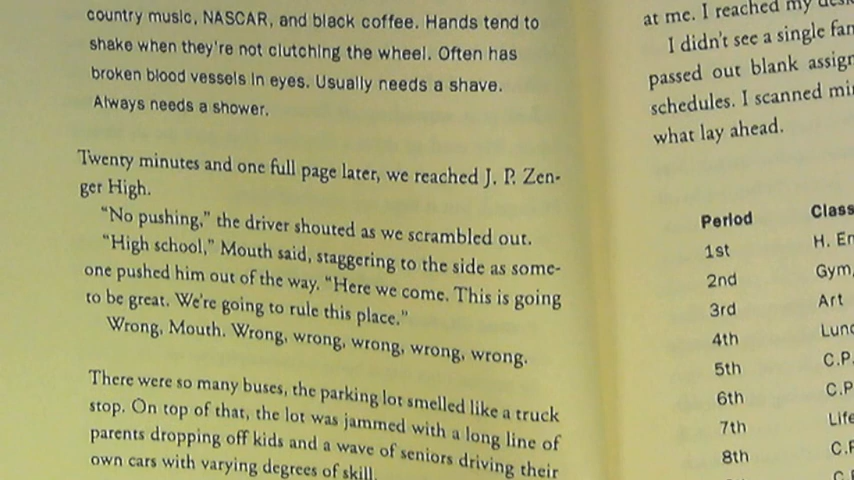 country music, NASCAR, and black coffee. Hands tend to
shake when they're not clutching the wheel. Often has
broken blood vessels in eyes. Usually needs a shave.
Always needs a shower.
Twenty minutes and one full page later, we reached J. P. Zen-
ger High.
"No pushing," the driver shouted as we scrambled out.
"High school," Mouth said, staggering to the side as some-
one pushed him out of the way. "Here we come. This is going
to be great. We're going to rule this place."
Wrong, Mouth. Wrong, wrong, wrong, wrong, wrong.
There were so many buses, the parking lot smelled like a truck
stop. On top of that, the lot was jammed with a long line of
parents dropping off kids and a wave of seniors driving their
own cars with varying degrees of skill.
at me. I reached my
I didn't see a single
passed out blank
schedules. I scanned
what lay ahead.
Period Class
1st H.
2nd Gym,
3rd Art
4th
5th C.P.
6th C.P
7th
8th